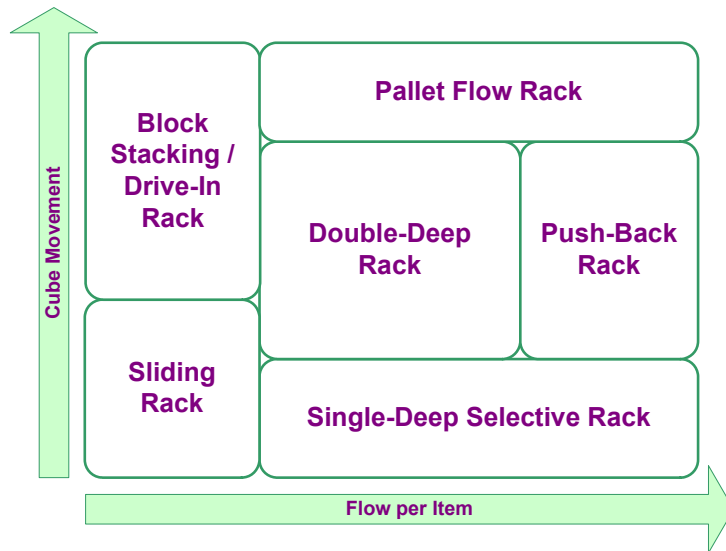 Cube Movement
Block
Stacking /
Drive-In
Rack
Pallet Flow Rack
Double-Deep
Rack
Push-Back
Rack
Sliding
Rack
Single-Deep Selective Rack
Flow per Item